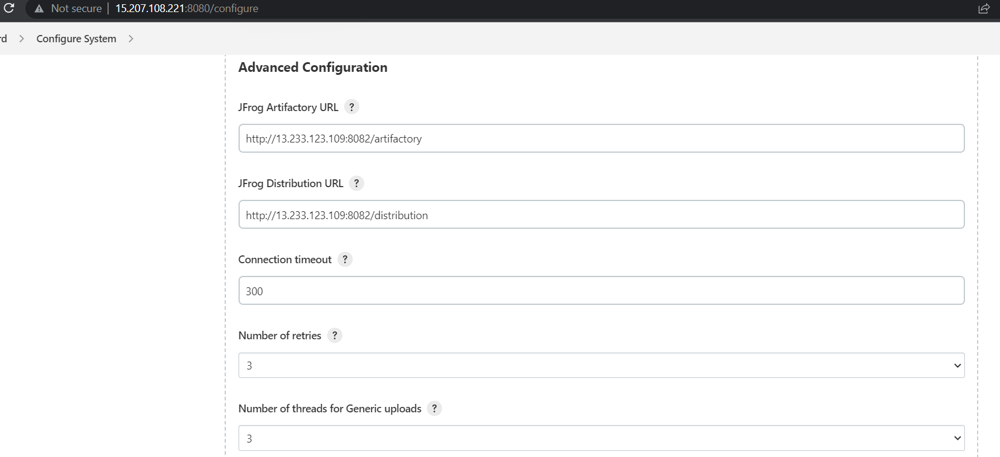 Not secure | 15.207.108.221:8080/configure
rd > Configure System >
Advanced Configuration
JFrog Artifactory URL ?
http://13.233.123.109:8082/artifactory
JFrog Distribution URL ?
http://13.233.123.109:8082/distribution
Connection timeout ?
300
Number of retries ?
3
Number of threads for Generic uploads ?
3